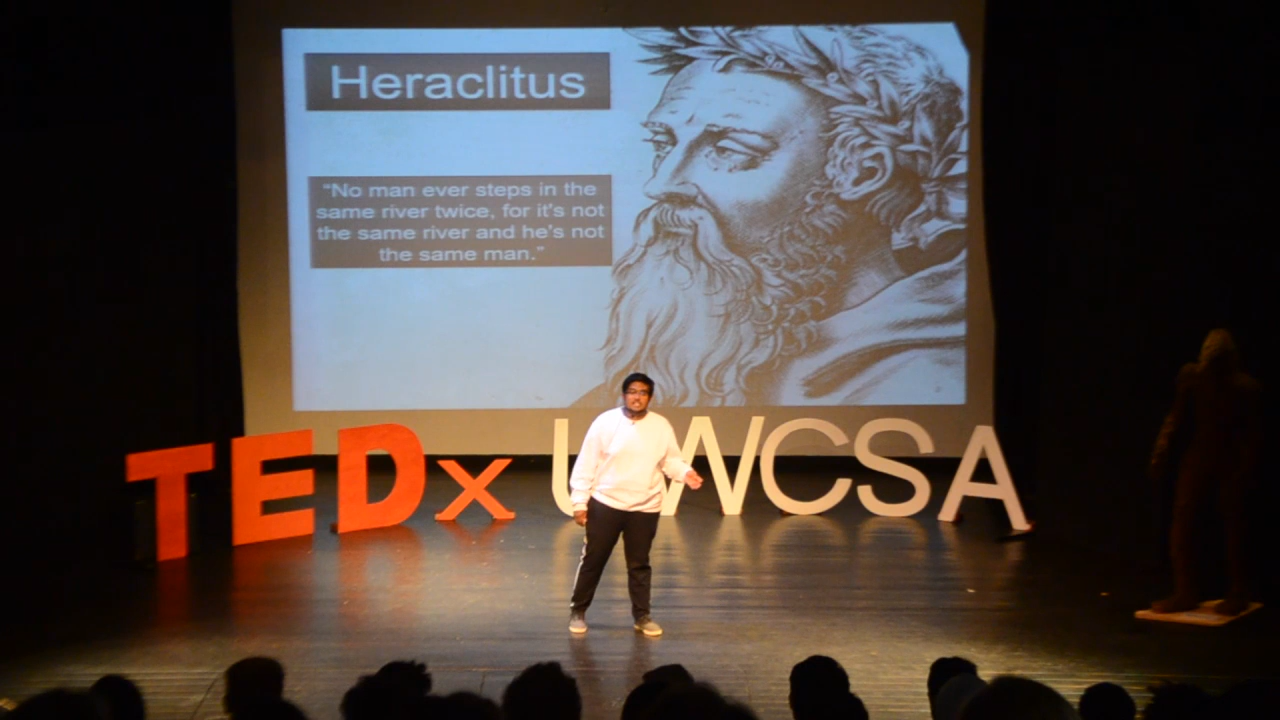 Heraclitus
“No man ever steps in the
same river twice, for it's not
the same river and he's not
the same man.”
TEDx UWCSA